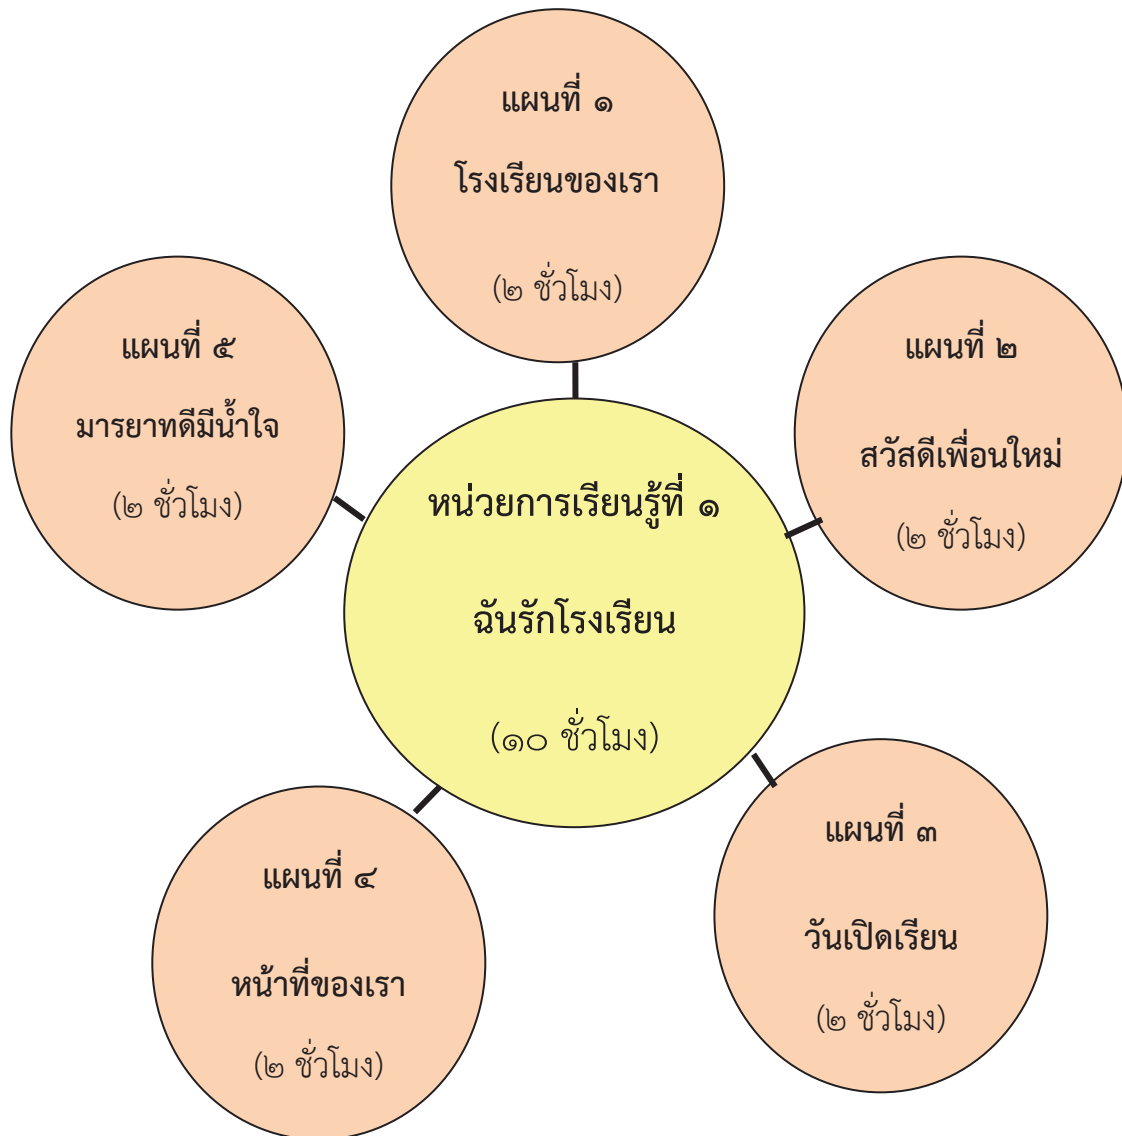 แผนที่ ๑
โรงเรียนของเรา
(๒ ชั่วโมง)
แผนที่ ๕
มารยาทดีมีน้ำใจ
(๒ ชั่วโมง)
แผนที่ ๒
สวัสดีเพื่อนใหม่
(๒ ชั่วโมง)
หน่วยการเรียนรู้ที่ ๑
ฉันรักโรงเรียน
(๑๐ ชั่วโมง)
แผนที่ ๔
หน้าที่ของเรา
(๒ ชั่วโมง)
แผนที่ ๓
วันเปิดเรียน
(๒ ชั่วโมง)